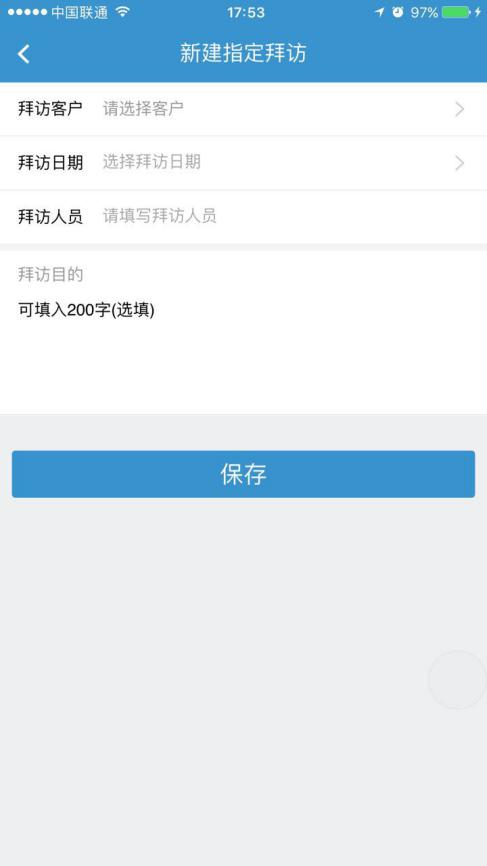 中国联通 17:53 97%
新建指定拜访
拜访客户 请选择客户
拜访日期 选择拜访日期
拜访人员 请填写拜访人员
拜访目的
可填入200字(选填)
保存